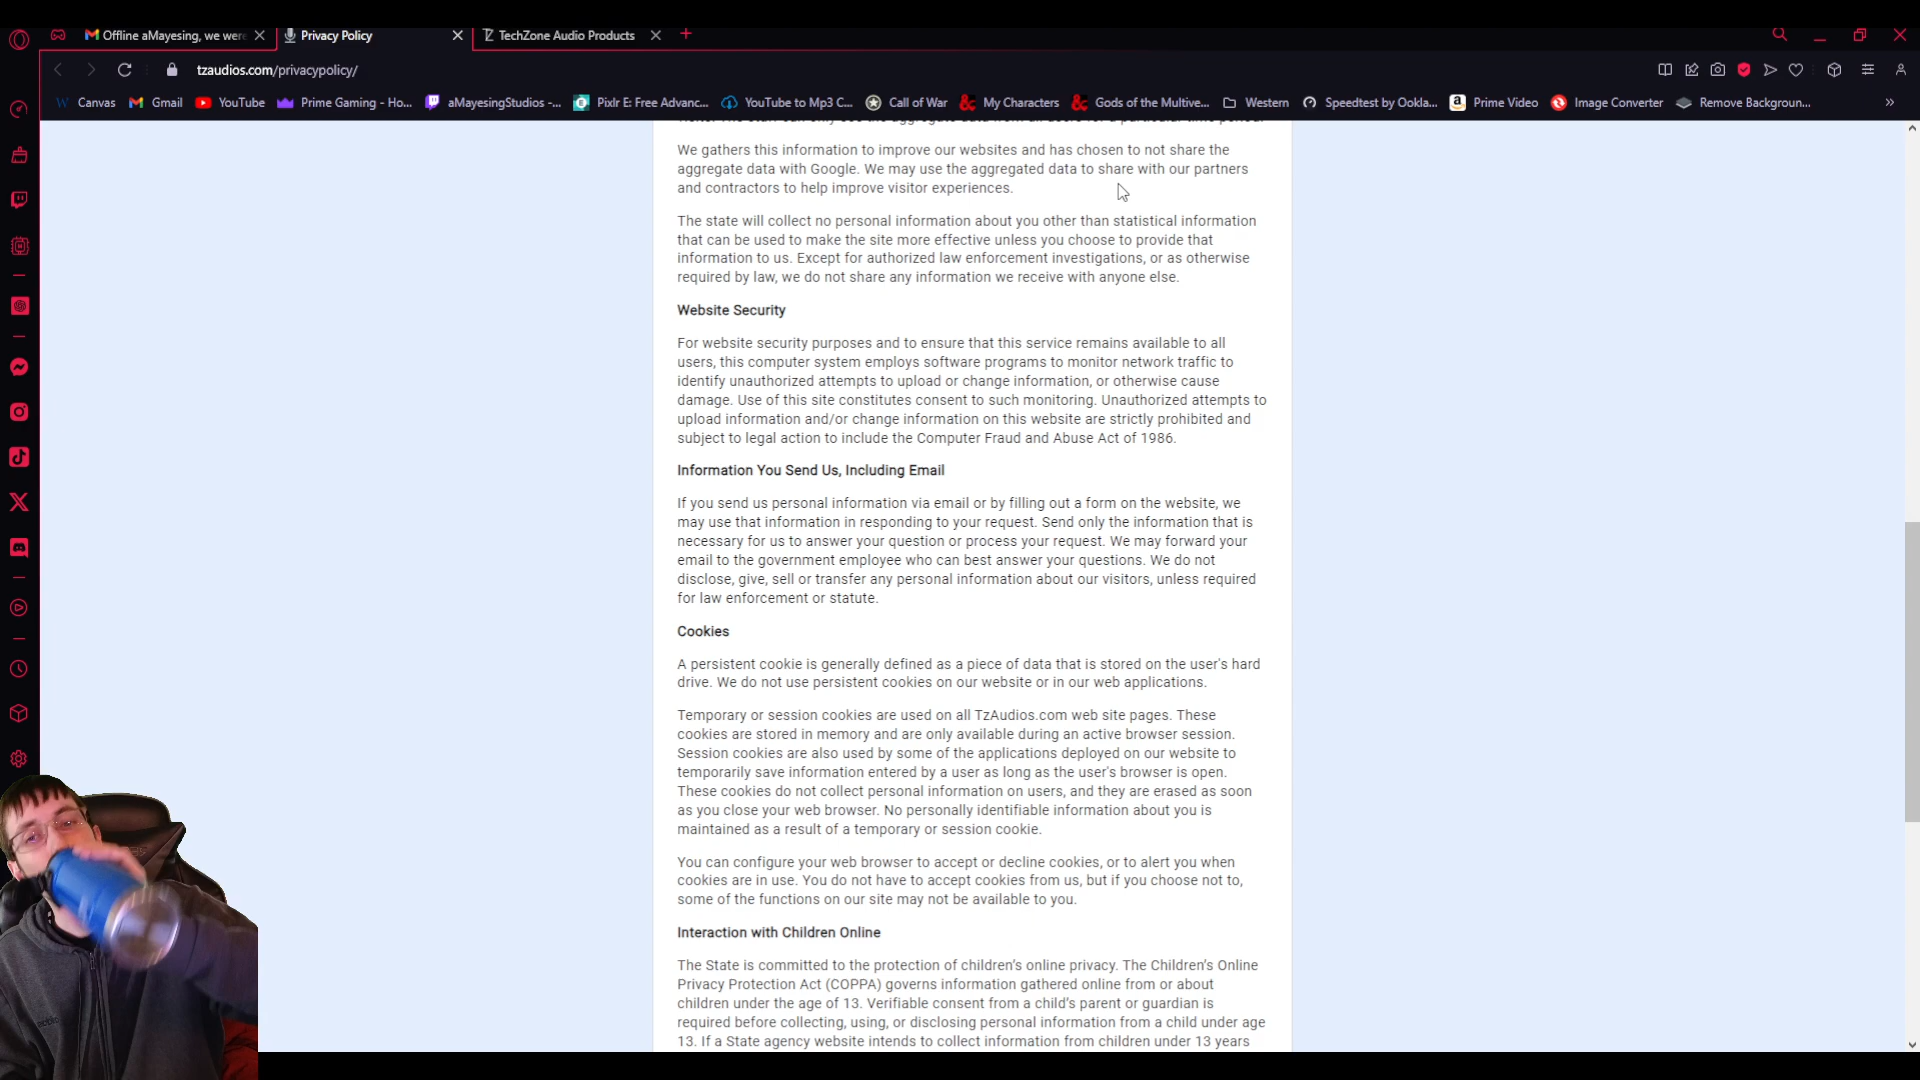 Offline aMayesing, we were
Privacy Policy
TechZone Audio Products
tzaudios.com/privacypolicy/
Canvas
Gmail
YouTube
Prime Gaming - Ho...
aMayesingStudios -...
Pixlr E: Free Advanc...
YouTube to Mp3 C...
Call of War
My Characters
Gods of the Multive...
Western
Speedtest by Ookla...
Prime Video
Image Converter
Remove Backgroun...
We gathers this information to improve our websites and has chosen to not share the
aggregate data with Google. We may use the aggregated data to share with our partners
and contractors to help improve visitor experiences.
The state will collect no personal information about you other than statistical information
that can be used to make the site more effective unless you choose to provide that
information to us. Except for authorized law enforcement investigations, or as otherwise
required by law, we do not share any information we receive with anyone else.
Website Security
For website security purposes and to ensure that this service remains available to all
users, this computer system employs software programs to monitor network traffic to
identify unauthorized attempts to upload or change information, or otherwise cause
damage. Use of this site constitutes consent to such monitoring. Unauthorized attempts to
upload information and/or change information on this website are strictly prohibited and
subject to legal action to include the Computer Fraud and Abuse Act of 1986.
Information You Send Us, Including Email
If you send us personal information via email or by filling out a form on the website, we
may use that information in responding to your request. Send only the information that is
necessary for us to answer your question or process your request. We may forward your
email to the government employee who can best answer your questions. We do not
disclose, give, sell or transfer any personal information about our visitors, unless required
for law enforcement or statute.
Cookies
A persistent cookie is generally defined as a piece of data that is stored on the user's hard
drive. We do not use persistent cookies on our website or in our web applications.
Temporary or session cookies are used on all TzAudios.com web site pages. These
cookies are stored in memory and are only available during an active browser session.
Session cookies are also used by some of the applications deployed on our website to
temporarily save information entered by a user as long as the user's browser is open.
These cookies do not collect personal information on users, and they are erased as soon
as you close your web browser. No personally identifiable information about you is
maintained as a result of a temporary or session cookie.
You can configure your web browser to accept or decline cookies, or to alert you when
cookies are in use. You do not have to accept cookies from us, but if you choose not to,
some of the functions on our site may not be available to you.
Interaction with Children Online
The State is committed to the protection of children's online privacy. The Children's Online
Privacy Protection Act (COPPA) governs information gathered online from or about
children under the age of 13. Verifiable consent from a child's parent or guardian is
required before collecting, using, or disclosing personal information from a child under age
13. If a State agency website intends to collect information from children under 13 years